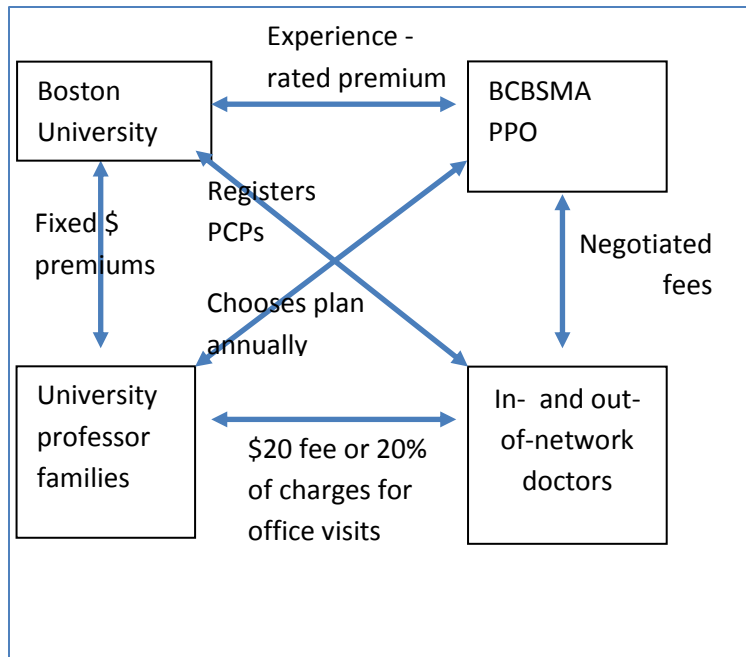 Experience -
rated premium
Boston
University
BCBSMA
PPO
Registers
PCPs
Fixed $
premiums
Negotiated
fees
Chooses plan
annually
University
professor
families
In-  and out-
of-network
doctors
$20 fee or 20%
of charges for
office visits